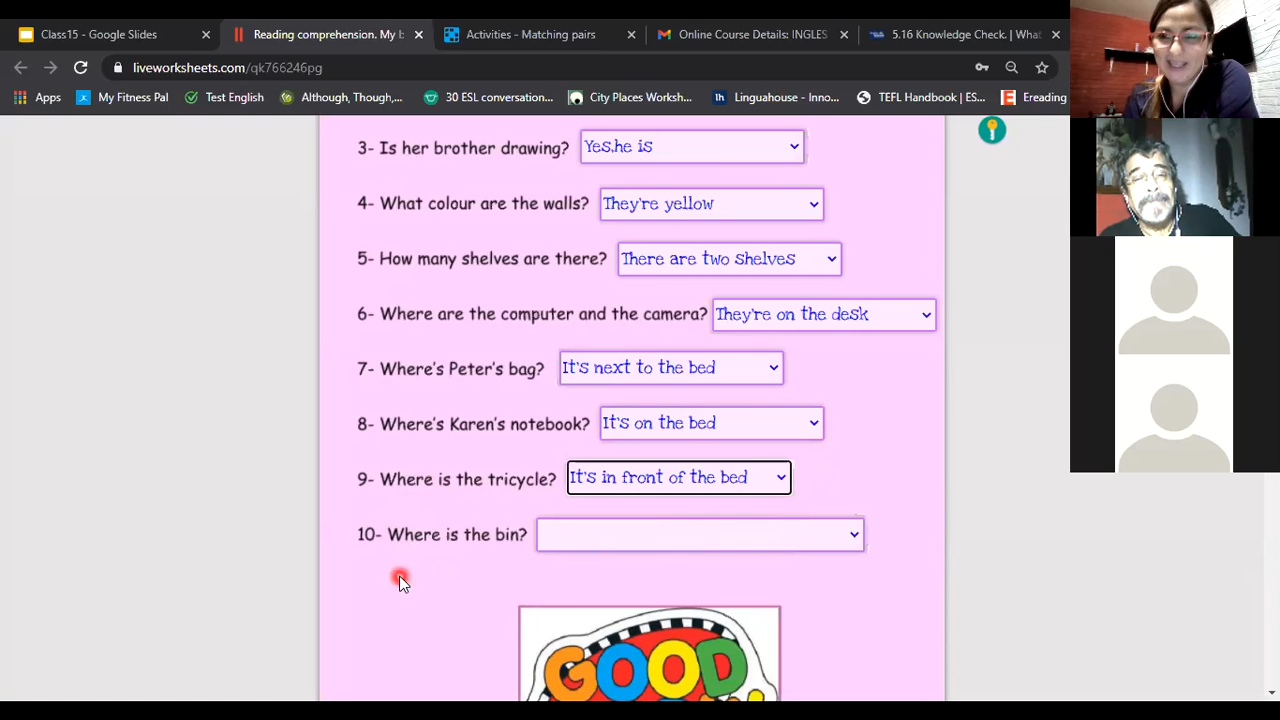 Class15 - Google Slides
Reading comprehension. My b
Activities - Matching pairs
Online Course Details: INGLES
5.16 Knowledge Check. [ What
liveworksheets.com/qk766246pg
Apps
My Fitness Pal
Test English
Although, Though,...
30 ESL conversation...
City Places Worksh...
Linguahouse - Inno...
TEFL Handbook | ES...
Ereading
3- Is her brother drawing? Yes,he is
4- What colour are the walls? They're yellow
5- How many shelves are there? There are two shelves
6- Where are the computer and the camera? They're on the desk
7- Where's Peter's bag? It's next to the bed
8- Where's Karen's notebook? It's on the bed
9- Where is the tricycle? It's in front of the bed
10- Where is the bin?
GOOD